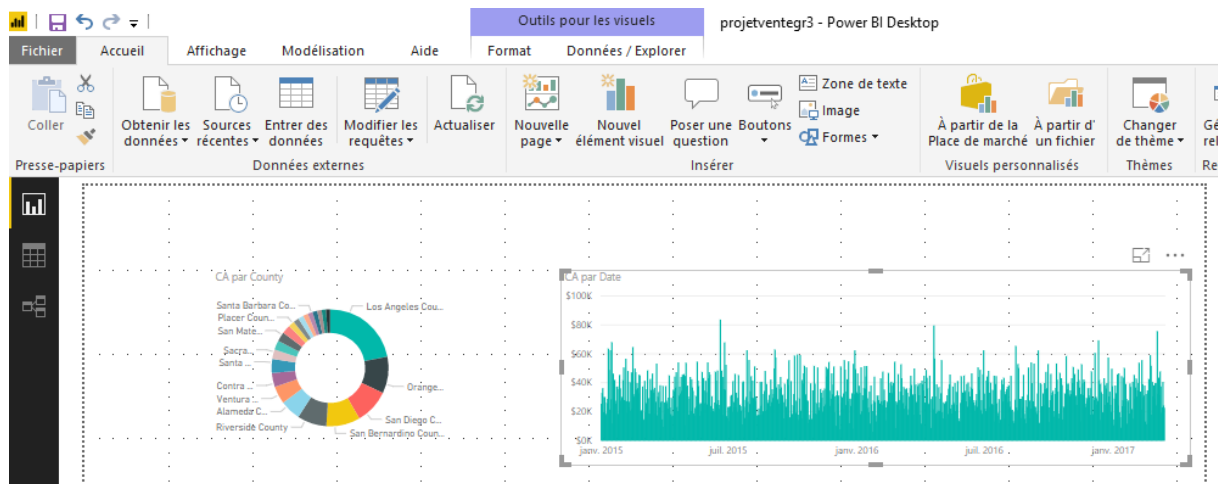 Outils pour les visuels
projetventegr3 - Power BI Desktop
Fichier Accueil Affichage Modélisation Aide Format Données / Explorer
Coller
Obtenir les données
Sources récentes
Entrer des données
Modifier les requêtes
Actualiser
Nouvelle page
Nouvel élément visuel
Poser une question
Boutons
Zone de texte
Image
Formes
À partir de la Place de marché
À partir d' un fichier
Changer de thème
Presse-papiers
Données externes
Insérer
Visuels personnalisés
Thèmes
CA par County
Santa Barbara Co...
Placer Coun...
San Mate...
Sacra...
Santa ...
Contra ...
Ventura ...
Alameda C...
Riverside County
Los Angeles Cou...
Orange...
San Diego C...
San Bernardino Coun...
CA par Date
$100K
$80K
$60K
$40K
$20K
$0K
janv. 2015
juil. 2015
janv. 2016
juil. 2016
janv. 2017